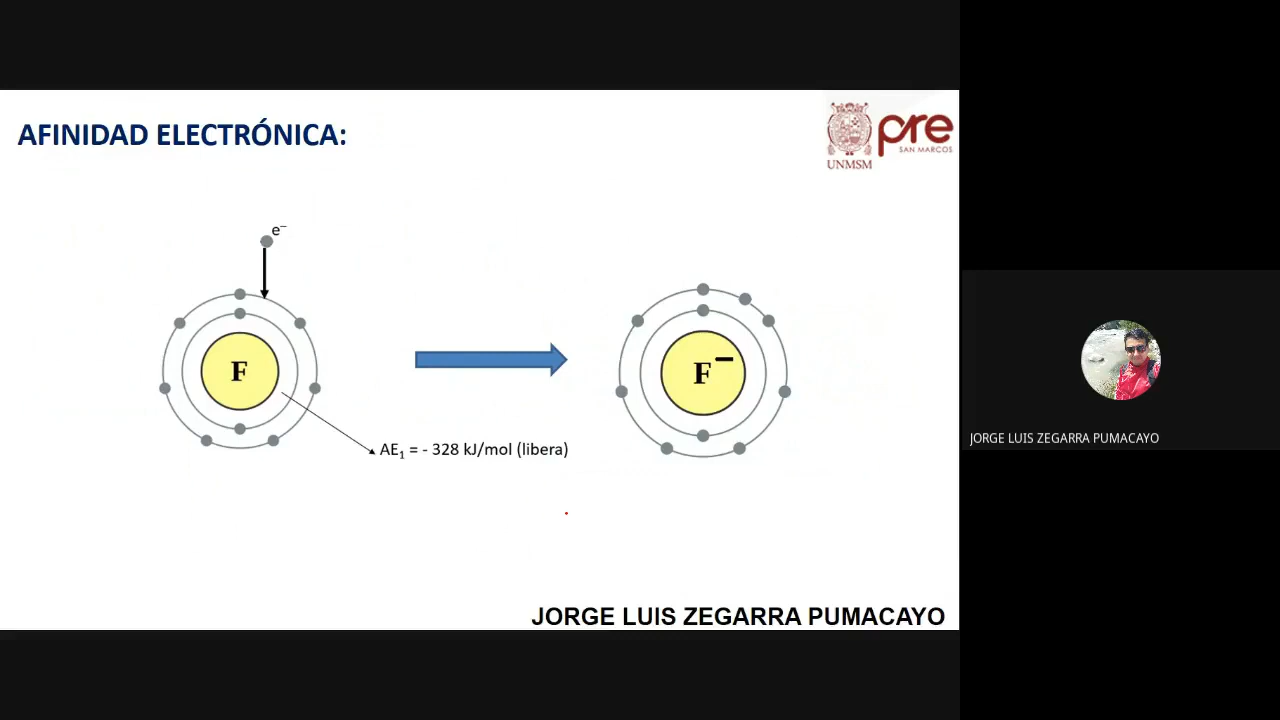 AFINIDAD ELECTRÓNICA:
pre
SAN MARCOS
UNMSM
e⁻
F
F⁻
AE₁ = - 328 kJ/mol (libera)
JORGE LUIS ZEGARRA PUMACAYO
JORGE LUIS ZEGARRA PUMACAYO